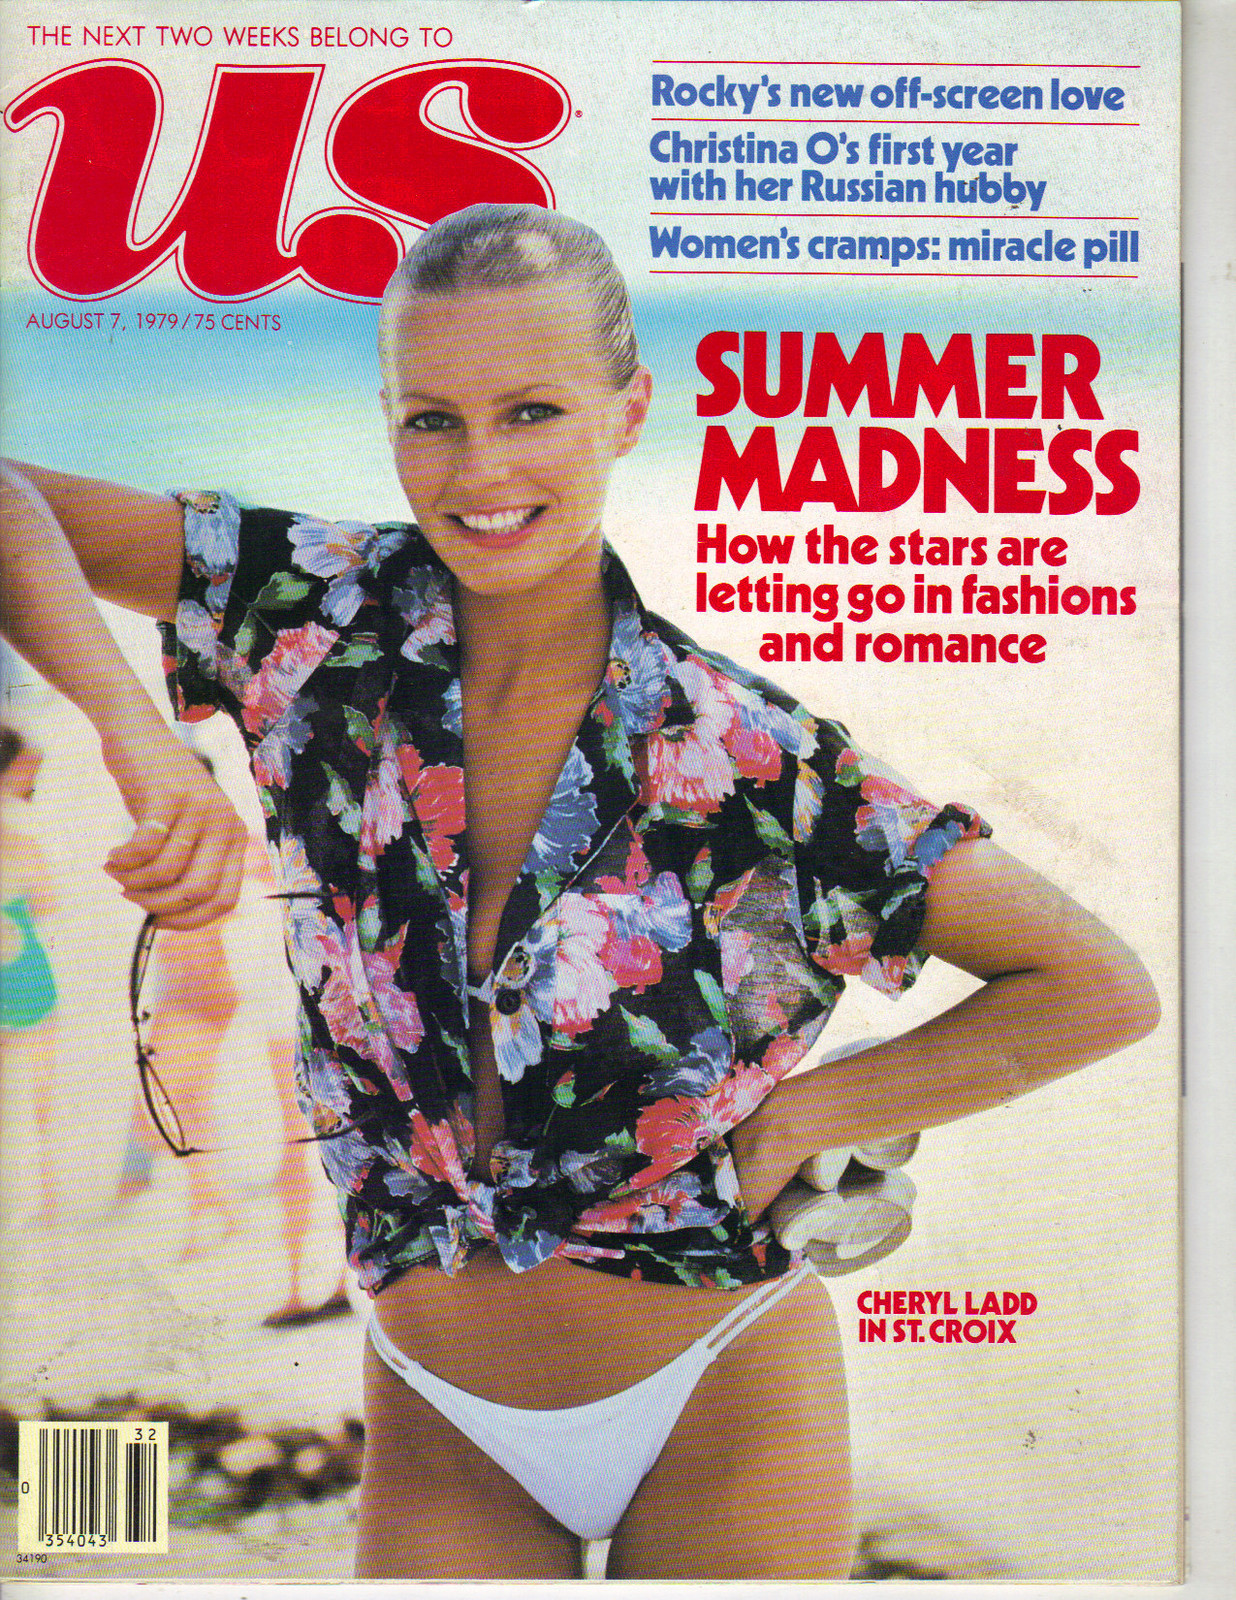 THE NEXT TWO WEEKS BELONG TO
us®
AUGUST 7, 1979/75 CENTS
Rocky's new off-screen love
Christina O's first year
with her Russian hubby
Women's cramps: miracle pill
SUMMER
MADNESS
How the stars are
letting go in fashions
and romance
CHERYL LADD
IN ST. CROIX
32
0
354043
34190